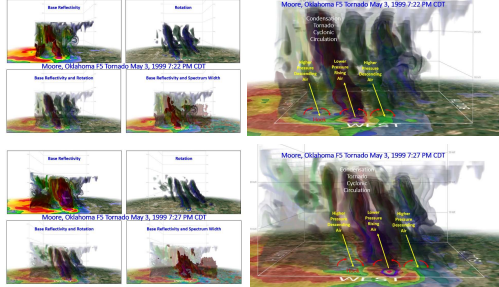 Base Reflectivity
Rotation
Moore, Oklahoma F5 Tornado May 3, 1999 7:22 PM CDT
Base Reflectivity and Rotation
Base Reflectivity and Spectrum Width
Moore, Oklahoma F5 Tornado May 3, 1999 7:22 PM CDT
Condensation
Tornado
Cyclonic
Circulation
Higher
Pressure
Descending
Air
Lower
Pressure
Rising
Air
Higher
Pressure
Descending
Air
WEST
Base Reflectivity
Rotation
Moore, Oklahoma F5 Tornado May 3, 1999 7:27 PM CDT
Base Reflectivity and Rotation
Base Reflectivity and Spectrum Width
Moore, Oklahoma F5 Tornado May 3, 1999 7:27 PM CDT
Condensation
Tornado
Cyclonic
Circulation
Higher
Pressure
Descending
Air
Lower
Pressure
Rising
Air
Higher
Pressure
Descending
Air
WEST